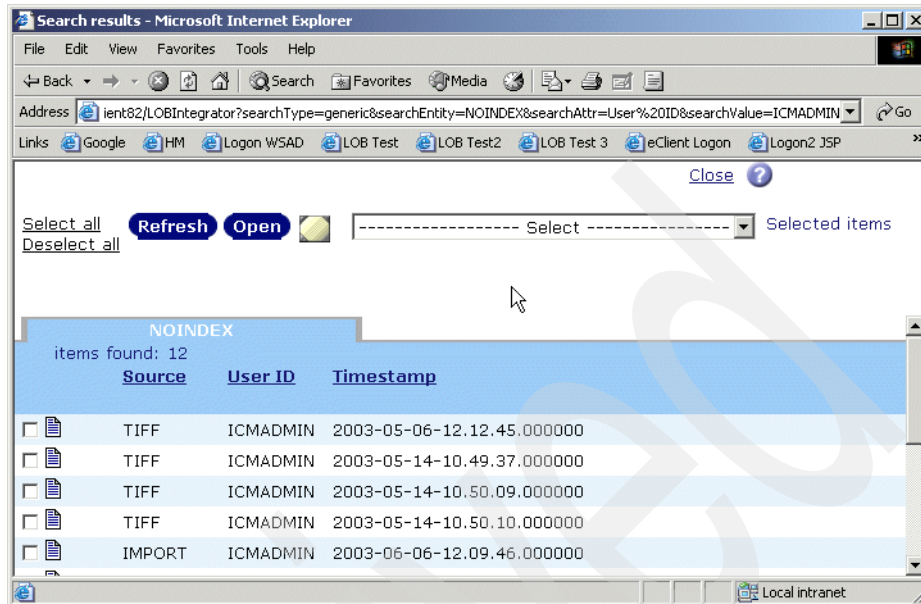 Search results - Microsoft Internet Explorer
File Edit View Favorites Tools Help
Back Search Favorites Media
Address ient82/LOBIntegrator?searchType=generic&searchEntity=NOINDEX&searchAttr=User%20ID&searchValue=ICMADMIN Go
Links Google HM Logon WSAD LOB Test LOB Test2 LOB Test 3 eClient Logon Logon2 JSP »
Close ?
Select all Refresh Open ------------------ Select ---------------- Selected items
Deselect all
NOINDEX
items found: 12
Source User ID Timestamp
TIFF ICMADMIN 2003-05-06-12.12.45.000000
TIFF ICMADMIN 2003-05-14-10.49.37.000000
TIFF ICMADMIN 2003-05-14-10.50.09.000000
TIFF ICMADMIN 2003-05-14-10.50.10.000000
IMPORT ICMADMIN 2003-06-06-12.09.46.000000
Local intranet